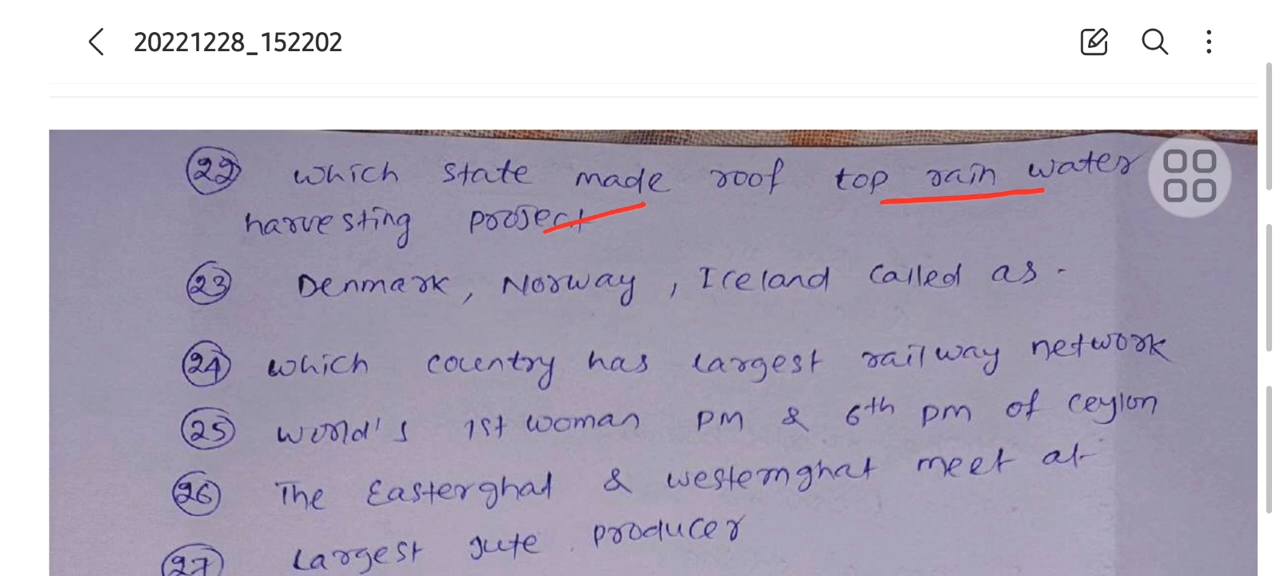 20221228_152202
22 which state made roof top rain water
harvesting project
23 Denmark, Norway, Iceland called as -
24 which country has largest railway network
25 world's 1st woman PM & 6th pm of ceylon
26 The Easterghat & westernghat meet at
27 Largest jute producer